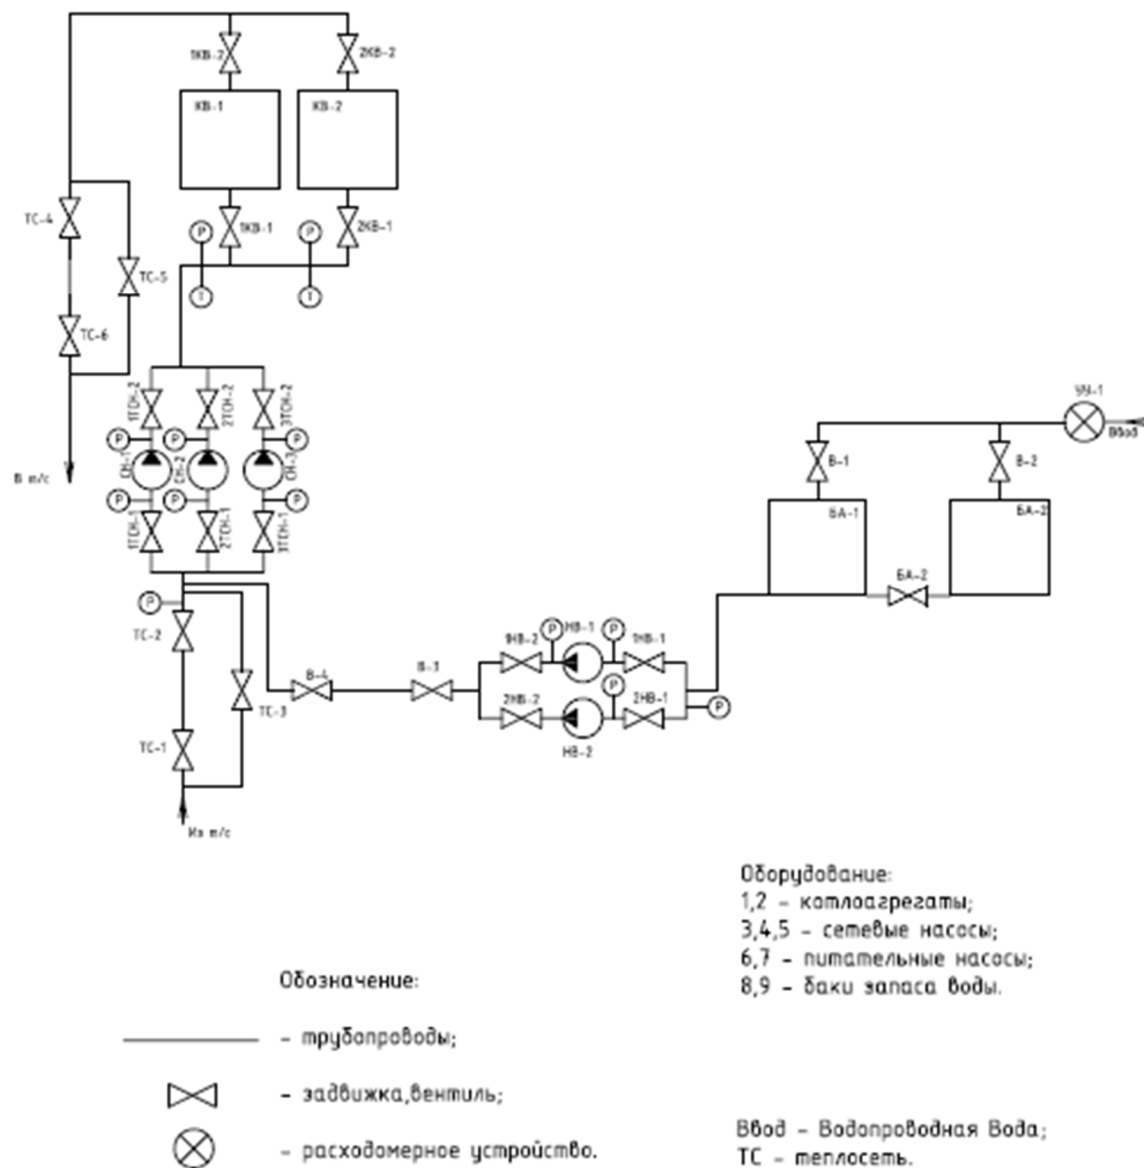 1КВ-2
2КВ-2
КВ-1
КВ-2
ТС-4
1КВ-1
2КВ-1
P
P
ТС-5
Т
Т
ТС-6
1ТСН-2
2ТСН-2
3ТСН-2
УУ-1
Ввод
P
P
P
В-1
В-2
СН-1
СН-2
СН-3
В т/с
P
P
P
БА-1
БА-2
1ТСН-1
2ТСН-1
3ТСН-1
БА-2
P
ТС-2
1НВ-2
P
НВ-1
P
1НВ-1
В-4
В-3
P
ТС-3
2НВ-2
2НВ-1
P
ТС-1
НВ-2
Из т/с
Оборудование:
1,2 - котлоагрегаты;
3,4,5 - сетевые насосы;
6,7 - питательные насосы;
8,9 - баки запаса воды.
Обозначение:
- трубопроводы;
- задвижка,вентиль;
- расходомерное устройство.
Ввод - Водопроводная Вода;
ТС - теплосеть.